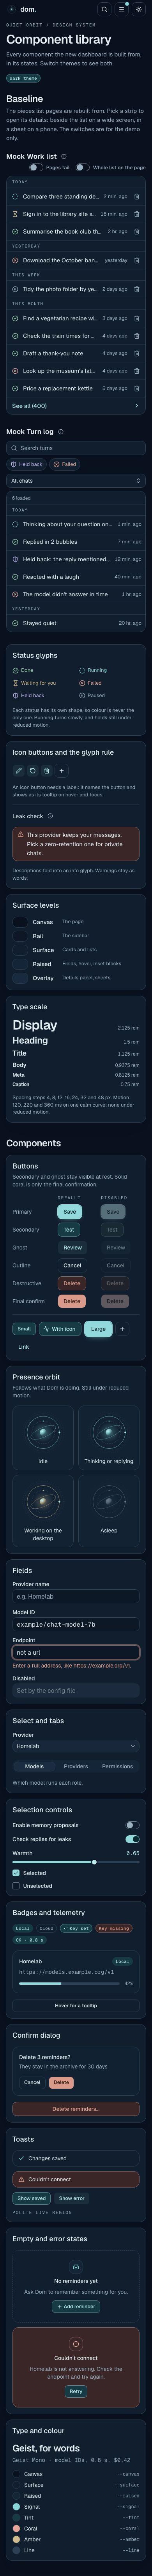 dom.
QUIET ORBIT / DESIGN SYSTEM
Component library
Every component the new dashboard is built from, in its states. Switch themes to see both.
dark theme
Baseline
The piece list pages are rebuilt from. Pick a strip to open its details: beside the list on a wide screen, in a sheet on a phone. The switches are for the demo only.
Mock Work list
Pages fail
Whole list on the page
TODAY
Compare three standing de... 2 min. ago
Sign in to the library site s... 18 min. ago
Summarise the book club th... 2 hr. ago
YESTERDAY
Download the October ban... yesterday
THIS WEEK
Tidy the photo folder by ye... 2 days ago
THIS MONTH
Find a vegetarian recipe wi... 3 days ago
Check the train times for ... 4 days ago
Draft a thank-you note 4 days ago
Look up the museum's lat... 4 days ago
Price a replacement kettle 5 days ago
See all (400)
Mock Turn log
Search turns
Held back
Failed
All chats
8 loaded
TODAY
Thinking about your question on... 1 min. ago
Replied in 2 bubbles 7 min. ago
Held back: the reply mentioned... 12 min. ago
Reacted with a laugh 40 min. ago
The model didn't answer in time 1 hr. ago
YESTERDAY
Stayed quiet 20 hr. ago
Status glyphs
Done
Running
Waiting for you
Failed
Held back
Paused
Each status has its own shape, so colour is never the only cue. Running turns slowly, and holds still under reduced motion.
Icon buttons and the glyph rule
An icon button needs a label: it names the button and shows as its tooltip on hover and focus.
Leak check
This provider keeps your messages. Pick a zero-retention one for private chats.
Descriptions fold into an info glyph. Warnings stay as words.
Surface levels
Canvas The page
Rail The sidebar
Surface Cards and lists
Raised Fields, hover, inset blocks
Overlay Detail panels, sheets
Type scale
Display 2.125 rem
Heading 1.5 rem
Title 1.125 rem
Body 0.9375 rem
Meta 0.8125 rem
Caption 0.75 rem
Spacing steps 4, 8, 12, 16, 24, 32 and 48 px. Motion: 120, 220 and 360 ms on one calm curve; none under reduced motion.
Components
Buttons
Secondary and ghost stay visible at rest. Solid coral is only the final confirmation.
DEFAULT DISABLED
Primary Save Save
Secondary Test Test
Ghost Review Review
Outline Cancel Cancel
Destructive Delete Delete
Final confirm Delete Delete
Small
With icon
Large
Link
Presence orbit
Follows what Dom is doing. Still under reduced motion.
Idle
Thinking or replying
Working on the desktop
Asleep
Fields
Provider name
e.g. Homelab
Model ID
example/chat-model-7b
Endpoint
not a url
Enter a full address, like https://example.org/v1.
Disabled
Set by the config file
Select and tabs
Provider
Homelab
Models
Providers
Permissions
Which model runs each role.
Selection controls
Enable memory proposals
Check replies for leaks
Warmth 0.65
Selected
Unselected
Badges and telemetry
Local
Cloud
Key set
Key missing
OK · 0.8 s
Homelab Local
https://models.example.org/v1
42%
Hover for a tooltip
Confirm dialog
Delete 3 reminders?
They stay in the archive for 30 days.
Cancel
Delete
Delete reminders...
Toasts
Changes saved
Couldn't connect
Show saved
Show error
POLITE LIVE REGION
Empty and error states
No reminders yet
Ask Dom to remember something for you.
Add reminder
Couldn't connect
Homelab is not answering. Check the endpoint and try again.
Retry
Type and colour
Geist, for words
Geist Mono · model IDs, 0.8 s, $0.42
Canvas --canvas
Surface --surface
Raised --raised
Signal --signal
Tint --tint
Coral --coral
Amber --amber
Line --line